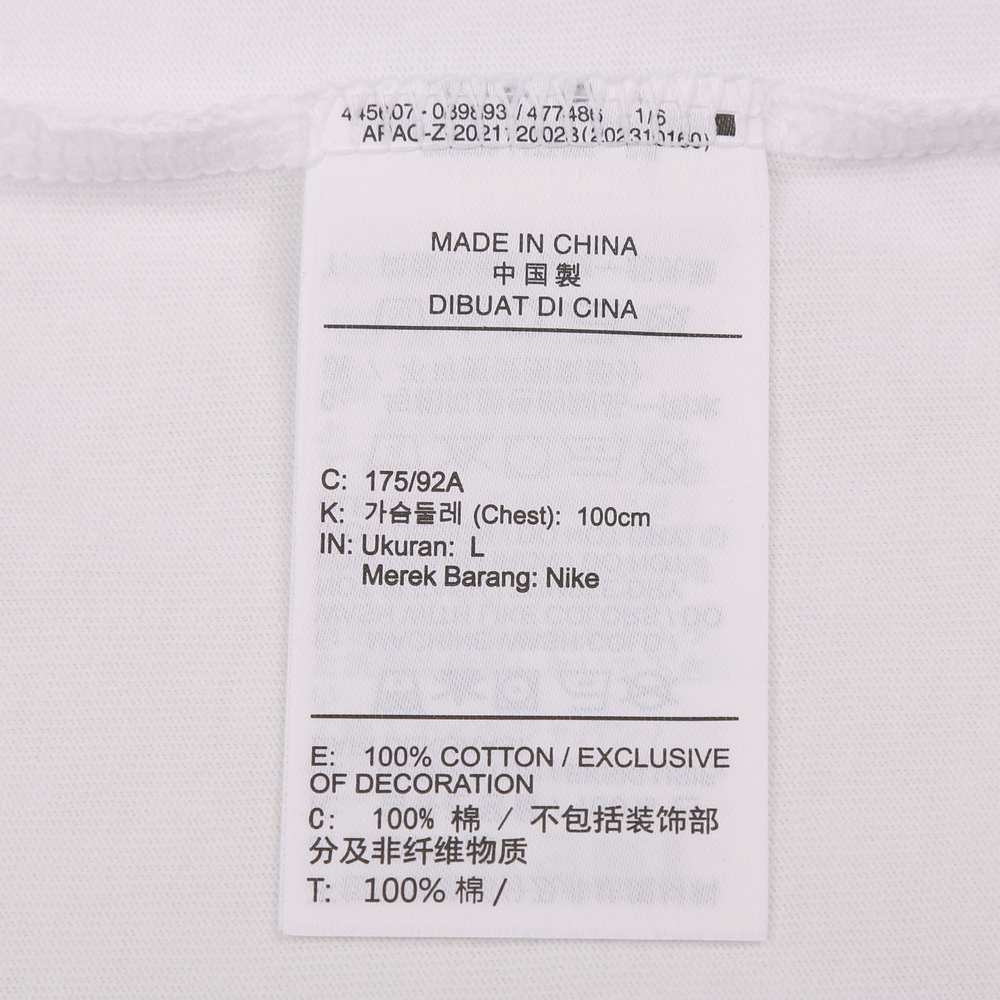 1/6
MADE IN CHINA
中国製
DIBUAT DI CINA
C: 175/92A
K: 가슴둘레 (Chest): 100cm
IN: Ukuran: L
Merek Barang: Nike
E: 100% COTTON / EXCLUSIVE
OF DECORATION
C: 100% 棉 / 不包括装饰部
分及非纤维物质
T: 100% 棉 /